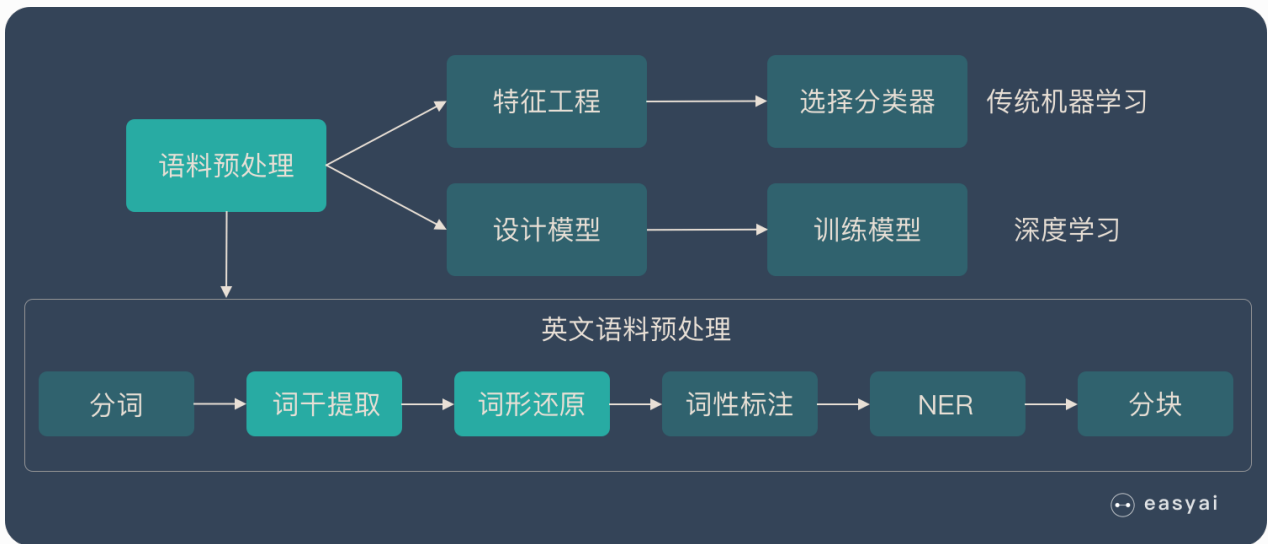 特征工程
选择分类器
传统机器学习
语料预处理
设计模型
训练模型
深度学习
英文语料预处理
分词
词干提取
词形还原
词性标注
NER
分块
easyai